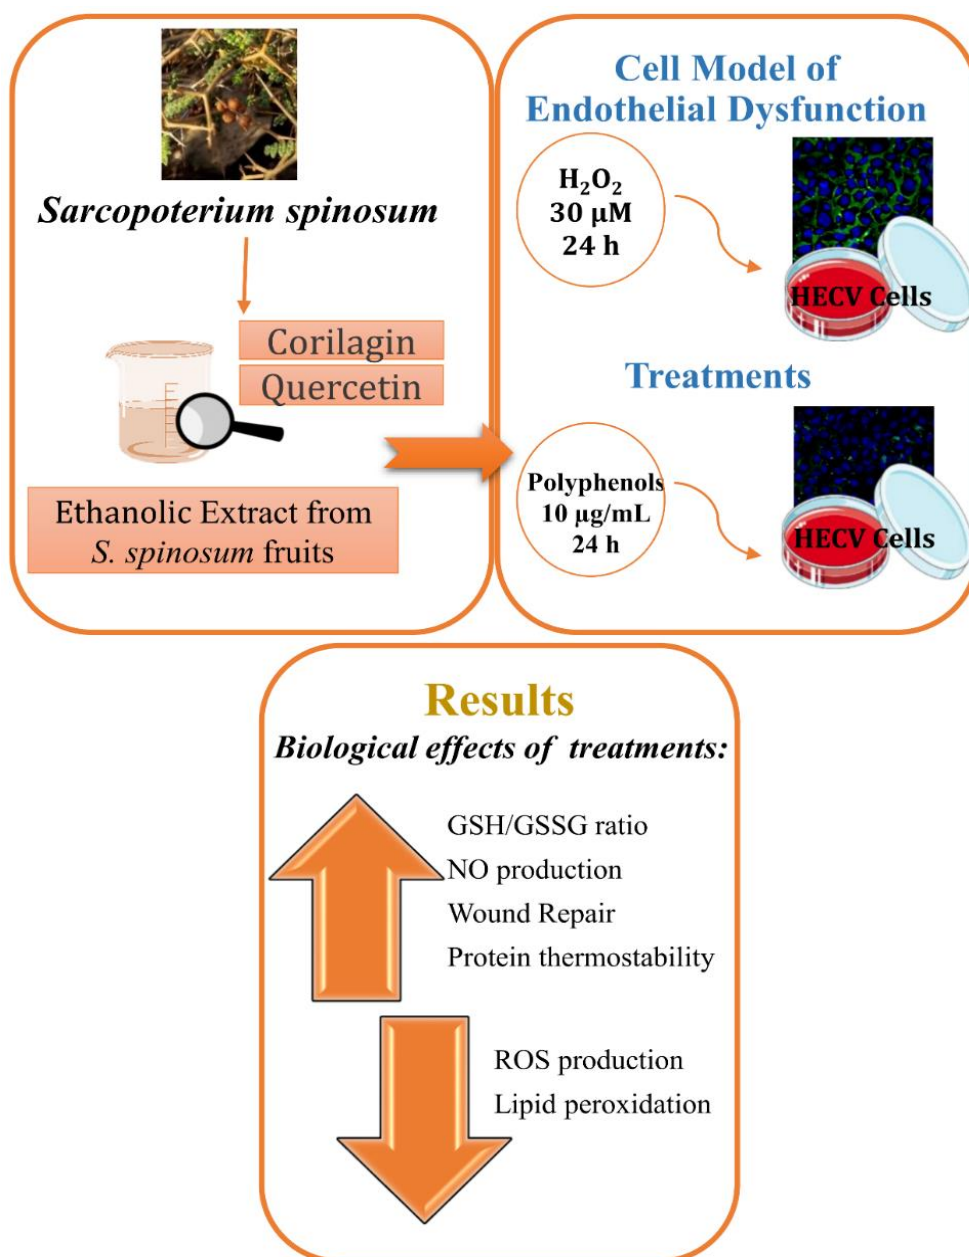 Sarcopoterium spinosum
Corilagin
Quercetin
Ethanolic Extract from
S. spinosum fruits
Cell Model of
Endothelial Dysfunction
H₂O₂
30 µM
24 h
HECV Cells
Treatments
Polyphenols
10 µg/mL
24 h
HECV Cells
Results
Biological effects of treatments:
GSH/GSSG ratio
NO production
Wound Repair
Protein thermostability
ROS production
Lipid peroxidation